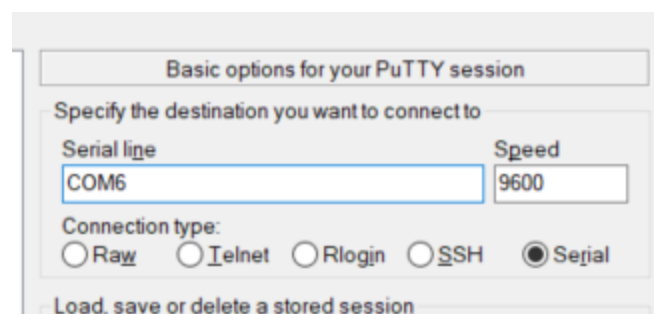 Basic options for your PuTTY session
Specify the destination you want to connect to
Serial line Speed
COM6 9600
Connection type:
Raw Telnet Rlogin SSH Serial
Load, save or delete a stored session